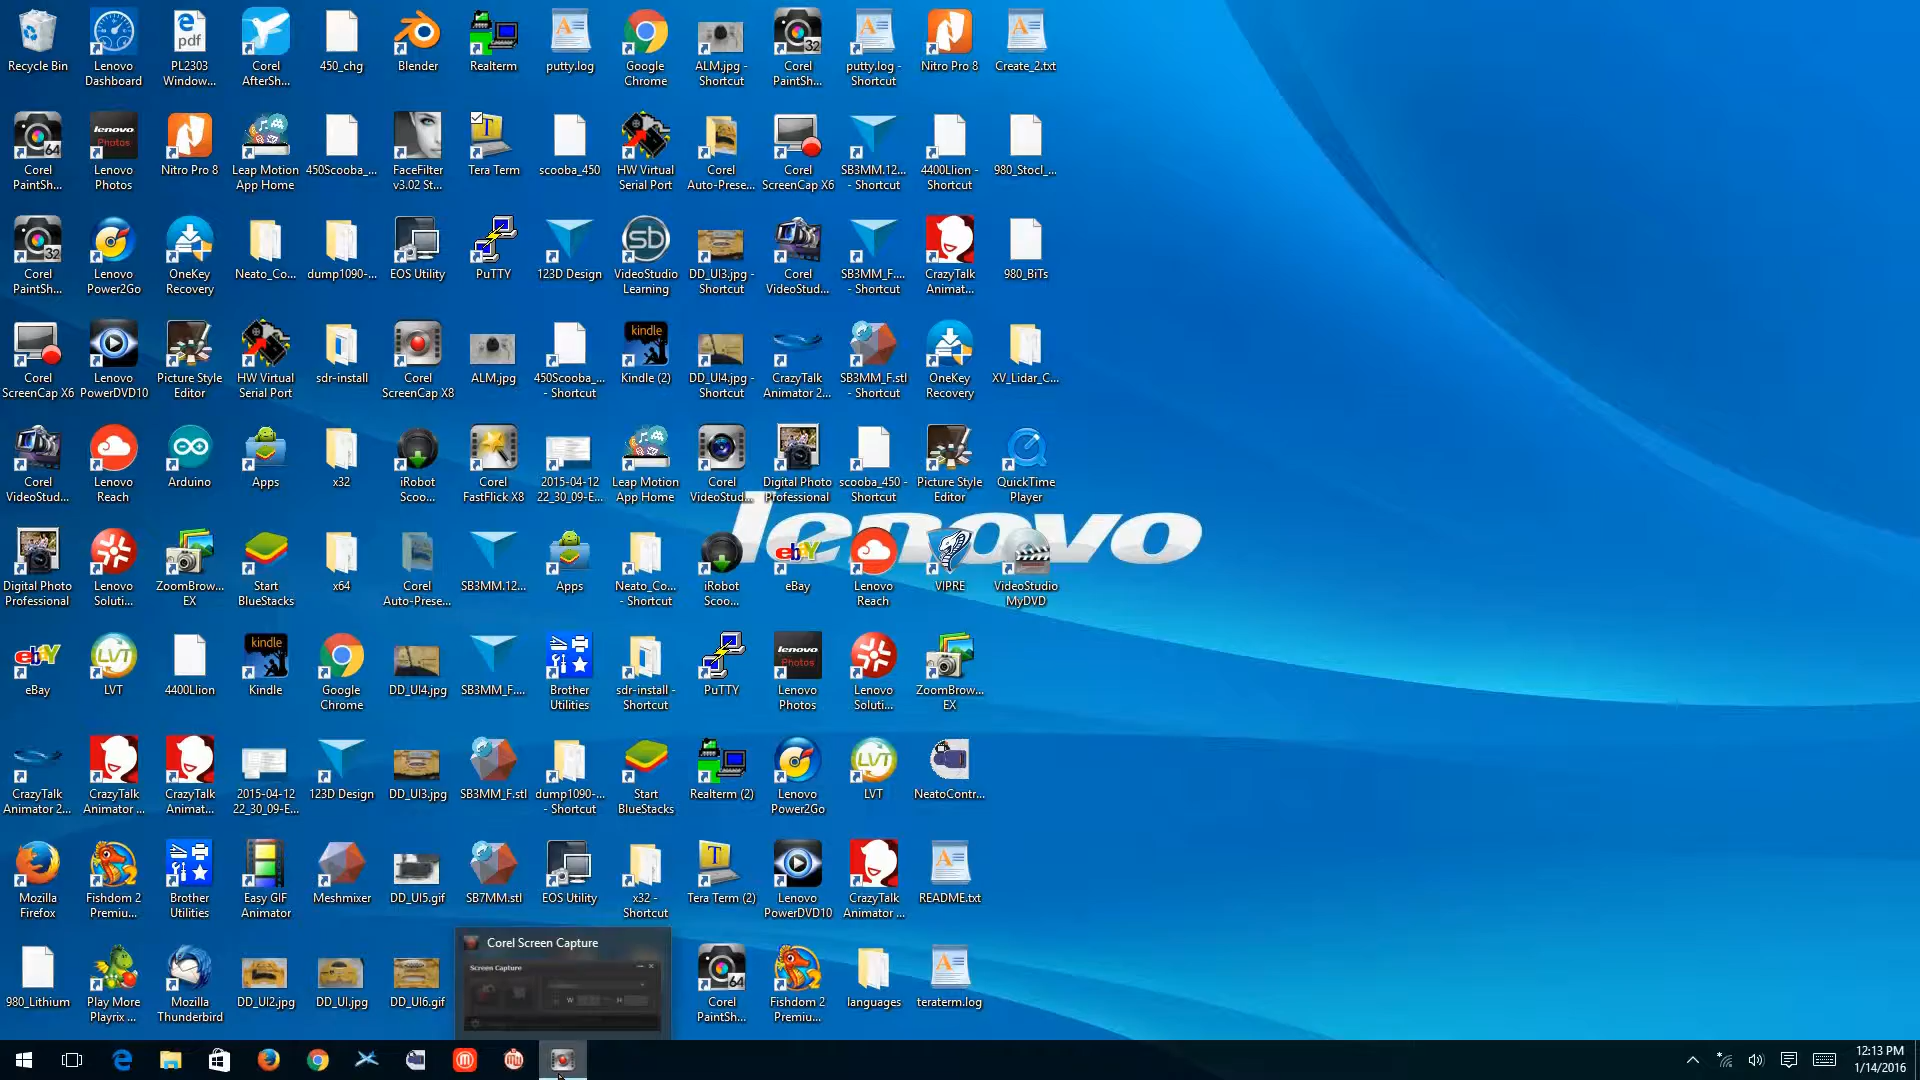 Recycle Bin
Lenovo
Dashboard
PL2303
Window...
Corel
AfterSh...
450_chg
Blender
Realterm
putty.log
Google
Chrome
ALM.jpg -
Shortcut
Corel
PaintSh...
putty.log -
Shortcut
Nitro Pro 8
Create_2.txt
Corel
PaintSh...
Lenovo
Photos
Nitro Pro 8
Leap Motion
App Home
450Scooba_...
FaceFilter
v3.02 St...
Tera Term
scooba_450
HW Virtual
Serial Port
Corel
Auto-Prese...
Corel
ScreenCap X6
SB3MM.12...
- Shortcut
4400LIion -
Shortcut
980_Stocl_...
Corel
PaintSh...
Lenovo
Power2Go
OneKey
Recovery
Neato_Co...
dump1090-...
EOS Utility
PuTTY
123D Design
VideoStudio
Learning
DD_UI3.jpg -
Shortcut
Corel
VideoStud...
SB3MM_F....
- Shortcut
CrazyTalk
Animat...
980_BiTs
Corel
ScreenCap X6
Lenovo
PowerDVD10
Picture Style
Editor
HW Virtual
Serial Port
sdr-install
Corel
ScreenCap X8
ALM.jpg
450Scooba_...
- Shortcut
Kindle (2)
DD_UI4.jpg -
Shortcut
CrazyTalk
Animator 2...
SB3MM_F.stl
- Shortcut
OneKey
Recovery
XV_Lidar_C...
Corel
VideoStud...
Lenovo
Reach
Arduino
Apps
x32
iRobot
Scoo...
Corel
FastFlick X8
2015-04-12
22_30_09-E...
Leap Motion
App Home
Corel
VideoStud...
Digital Photo
Professional
scooba_450 -
Shortcut
Picture Style
Editor
QuickTime
Player
lenovo
Digital Photo
Professional
Lenovo
Soluti...
ZoomBrow...
EX
Start
BlueStacks
x64
Corel
Auto-Prese...
SB3MM.12...
Apps
Neato_Co...
- Shortcut
iRobot
Scoo...
eBay
Lenovo
Reach
VIPRE
VideoStudio
MyDVD
eBay
LVT
4400LIion
Kindle
Google
Chrome
DD_UI4.jpg
SB3MM_F....
Brother
Utilities
sdr-install -
Shortcut
PuTTY
Lenovo
Photos
Lenovo
Soluti...
ZoomBrow...
EX
CrazyTalk
Animator 2...
CrazyTalk
Animator ...
CrazyTalk
Animat...
2015-04-12
22_30_09-E...
123D Design
DD_UI3.jpg
SB3MM_F.stl
dump1090-...
- Shortcut
Start
BlueStacks
Realterm (2)
Lenovo
Power2Go
LVT
NeatoContr...
Mozilla
Firefox
Fishdom 2
Premiu...
Brother
Utilities
Easy GIF
Animator
Meshmixer
DD_UI5.gif
SB7MM.stl
EOS Utility
x32 -
Shortcut
Tera Term (2)
Lenovo
PowerDVD10
CrazyTalk
Animator ...
README.txt
980_Lithium
Play More
Playrix ...
Mozilla
Thunderbird
DD_UI2.jpg
DD_UI.jpg
DD_UI6.gif
Corel Screen Capture
Screen Capture
W
H
Corel
PaintSh...
Fishdom 2
Premiu...
languages
teraterm.log
12:13 PM
1/14/2016